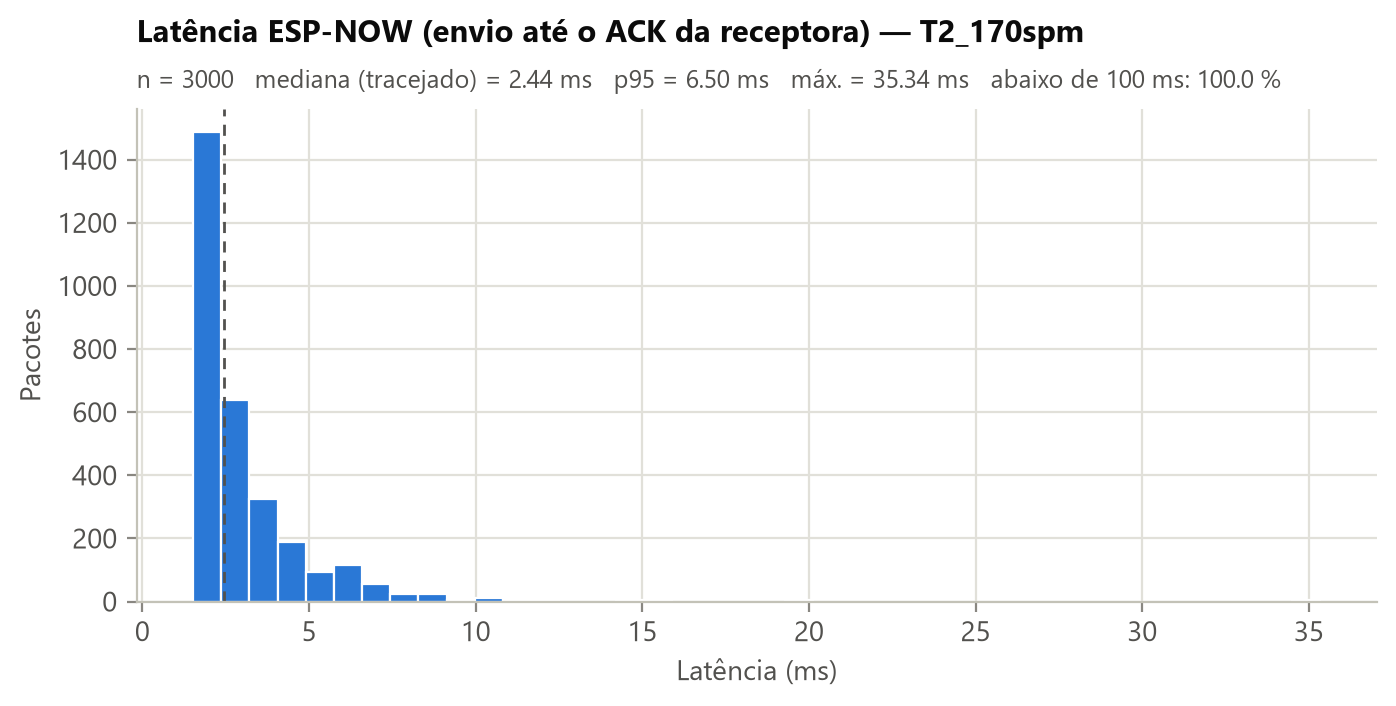 Latência ESP-NOW (envio até o ACK da receptora) — T2_170spm
n = 3000 mediana (tracejado) = 2.44 ms p95 = 6.50 ms máx. = 35.34 ms abaixo de 100 ms: 100.0 %
Pacotes
1400
1200
1000
800
600
400
200
0
0 5 10 15 20 25 30 35
Latência (ms)